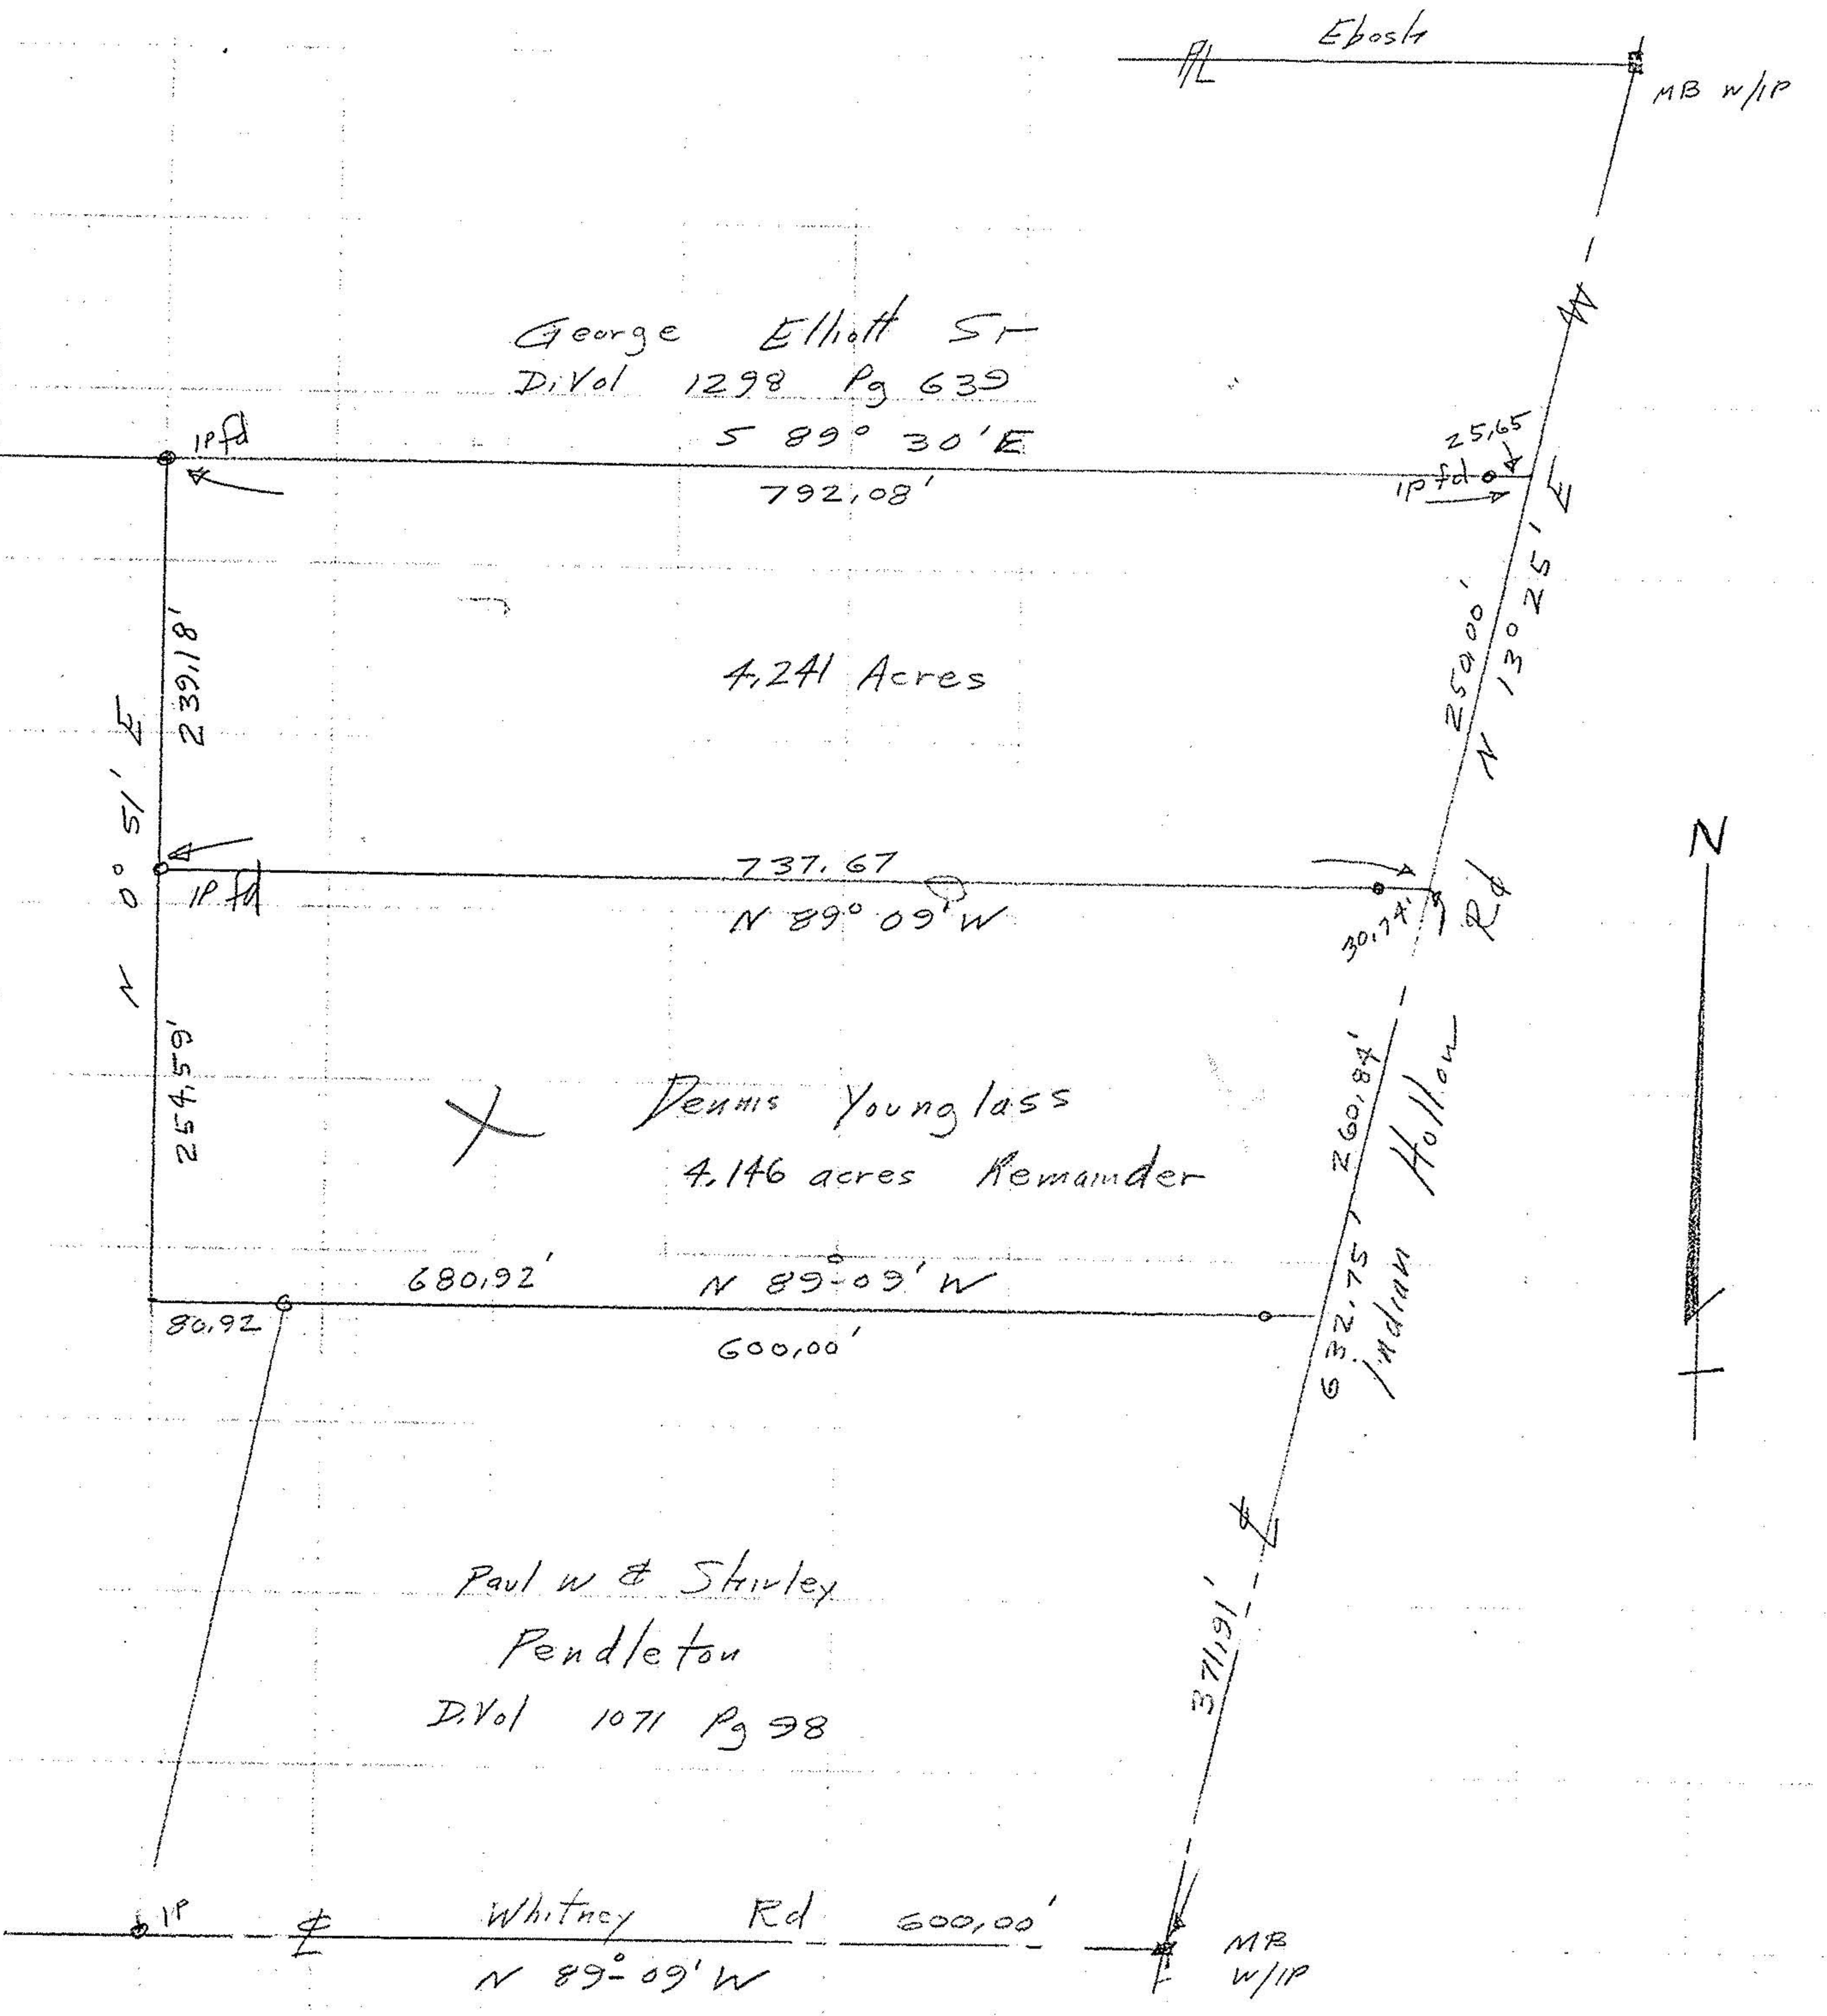 Ebosh
PL
MB W/IP
George Elliott Sr
D.Vol 1298 Pg 639
S 89° 30' E
792.08'
IP fd
25.65
IP fd
239.18'
4.241 Acres
250.00'
N 13° 25' E
N 0° 51' E
IP fd
737.67
N 89° 09' W
30.74'
Rd
N
254.59'
Dennis Younglass
4.146 acres Remainder
260.84'
632.75'
Indian Hollow
680.92'
N 89°-09' W
80.92
600.00'
371.91'
Paul W & Shirley
Pendleton
D.Vol 1071 Pg 98
IP
Whitney Rd 600.00'
N 89°-09' W
MB
W/IP